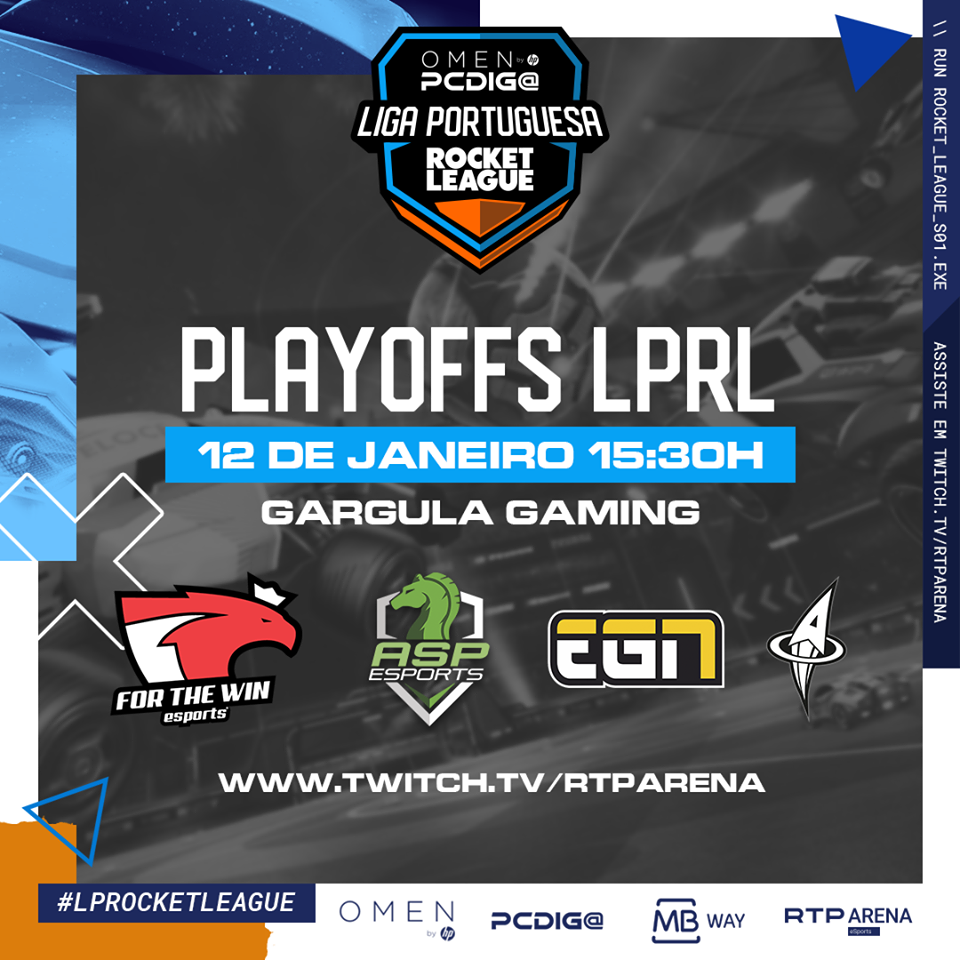 OMEN by hp
PCDIG@
LIGA PORTUGUESA
ROCKET
LEAGUE
\\ RUN ROCKET_LEAGUE_S01.EXE ASSISTE EM TWITCH.TV/RTPARENA
PLAYOFFS LPRL
12 DE JANEIRO 15:30H
GARGULA GAMING
FOR THE WIN
esports
ASP
ESPORTS
EGN
A
WWW.TWITCH.TV/RTPARENA
#LPROCKETLEAGUE
OMEN
by hp
PCDIG@
MB WAY
RTP ARENA
eSports